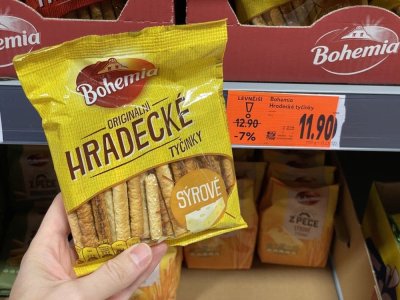 Bohemia
Bohemia
Bohemia
ORIGINÁLNÍ
HRADECKÉ
TYČINKY
SÝROVÉ
LEVNĚJŠÍ
12.90
-7%
Bohemia
Hradecké tyčinky
11.90
Z PECE